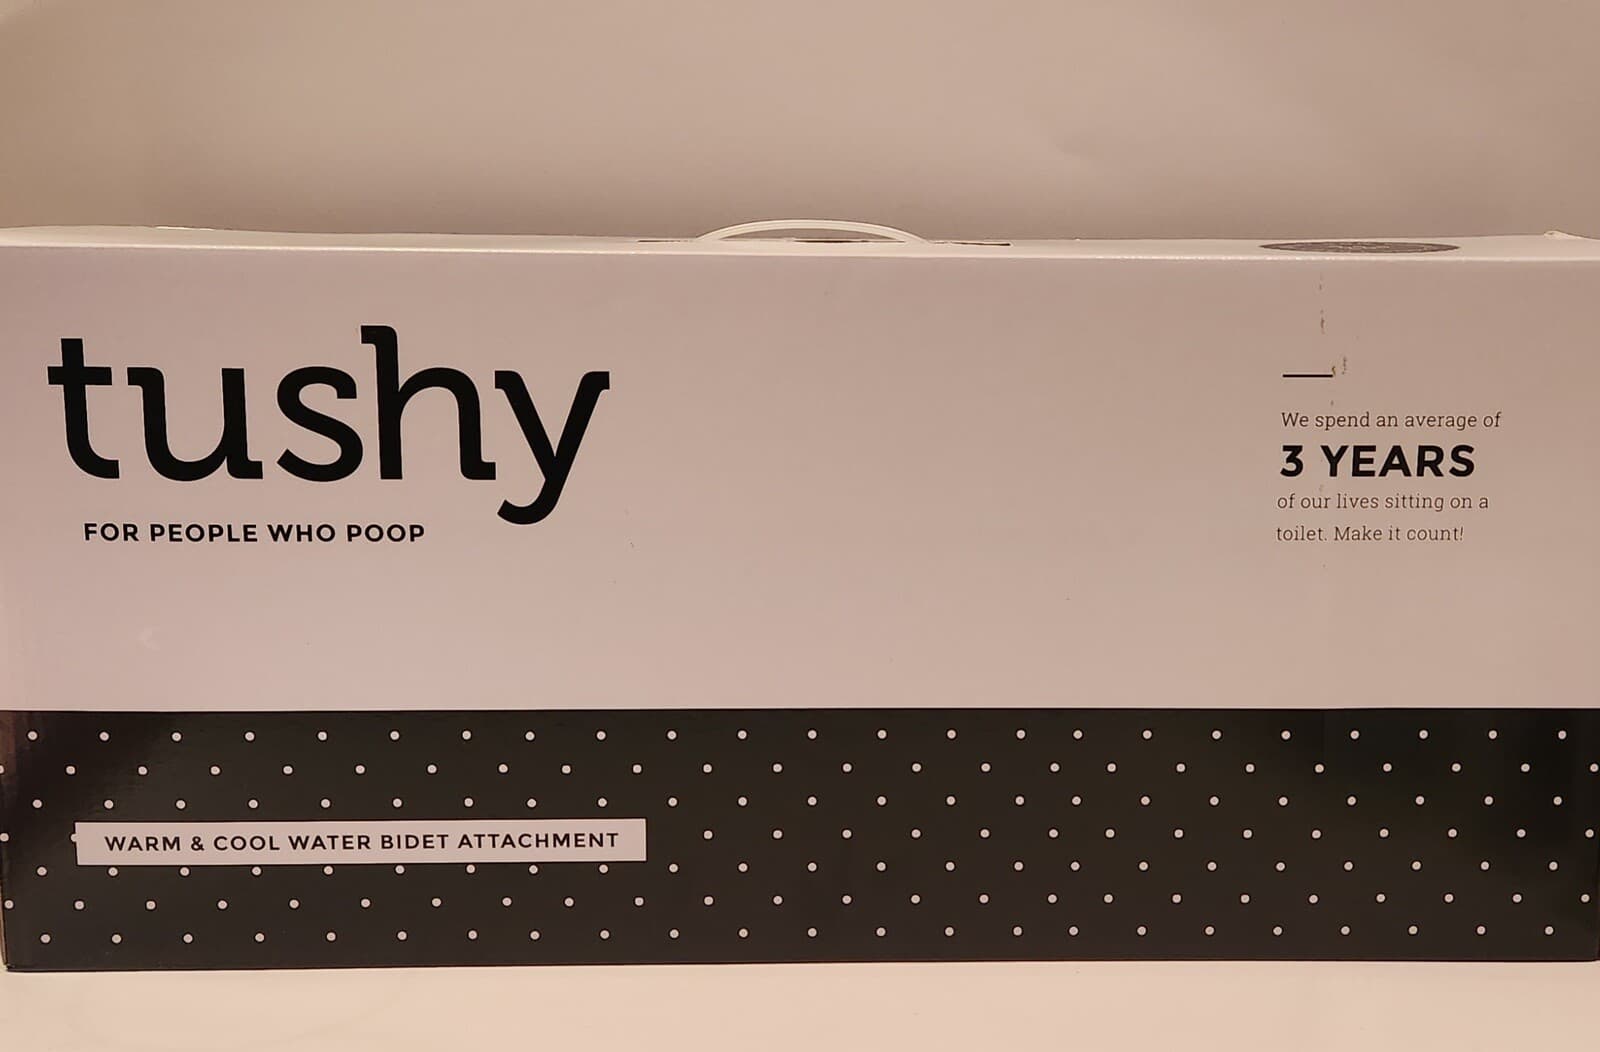 tushy
FOR PEOPLE WHO POOP
We spend an average of
3 YEARS
of our lives sitting on a
toilet. Make it count!
WARM & COOL WATER BIDET ATTACHMENT